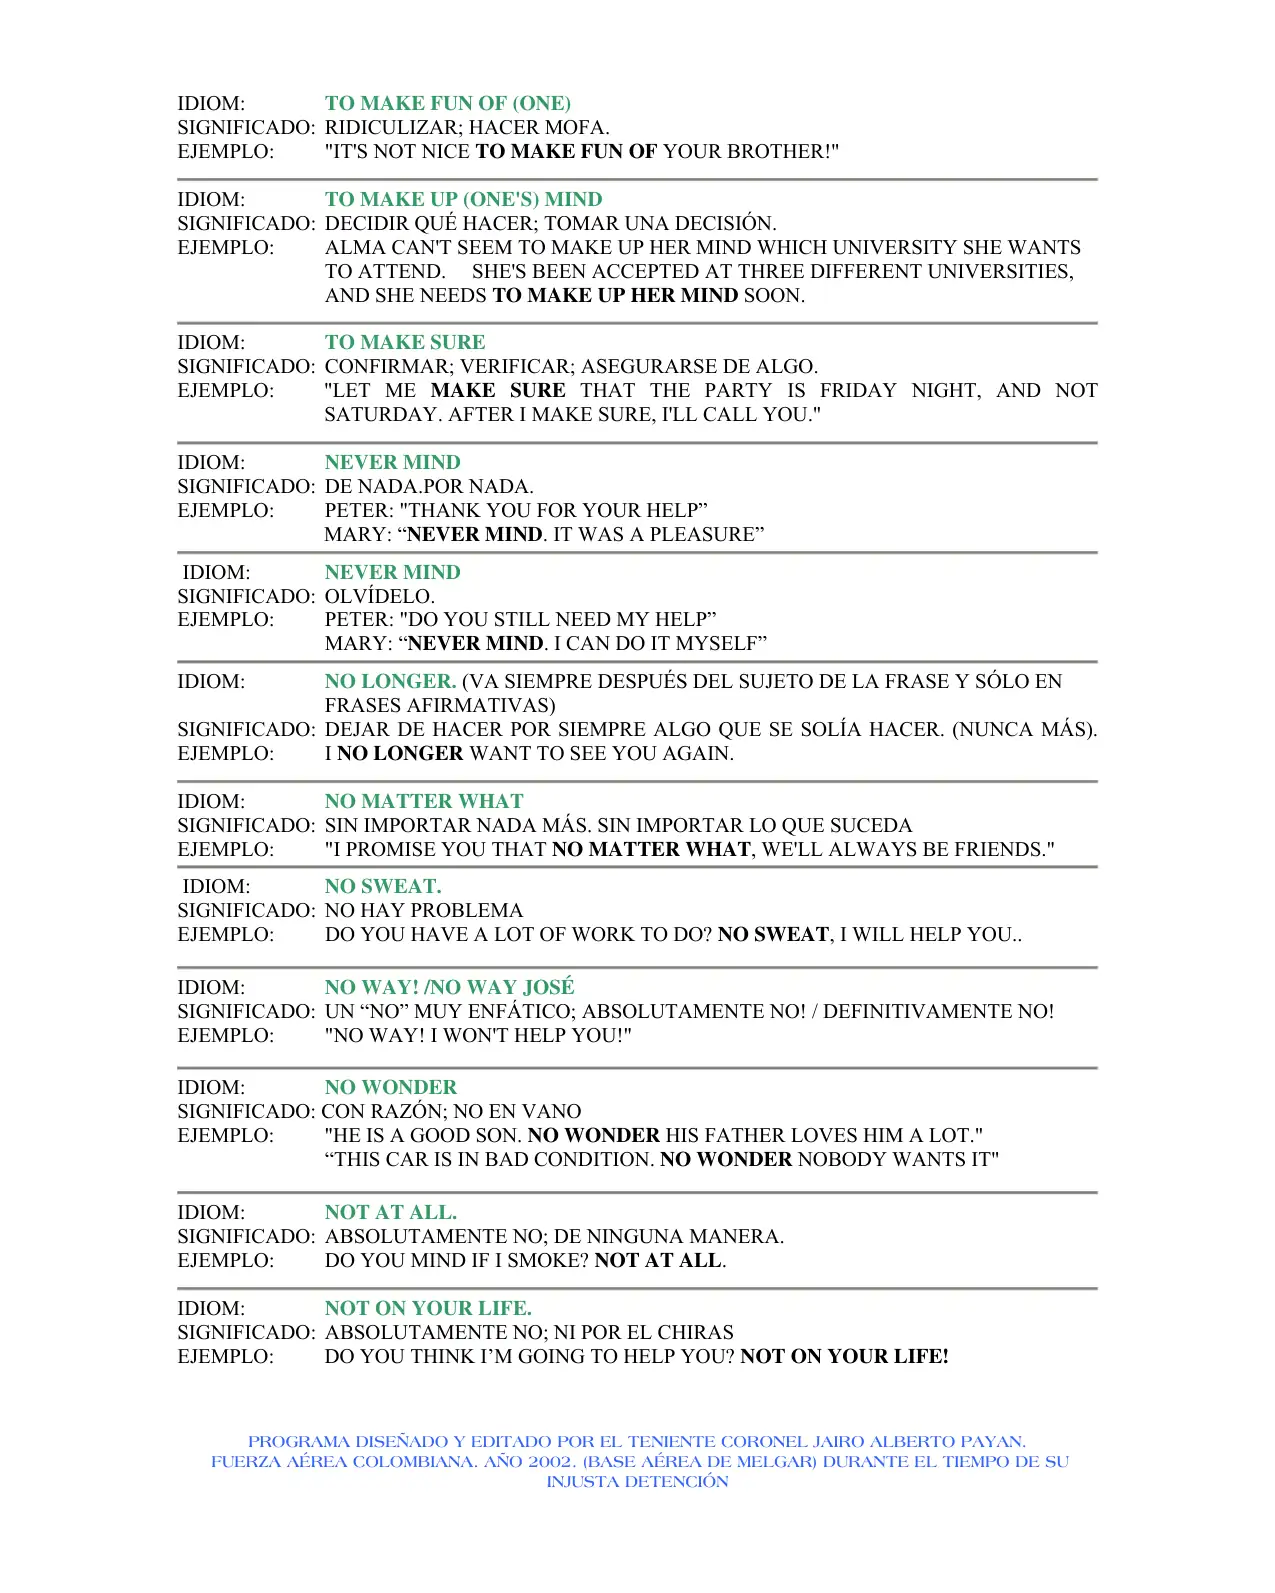 IDIOM: TO MAKE FUN OF (ONE)
SIGNIFICADO: RIDICULIZAR; HACER MOFA.
EJEMPLO: "IT'S NOT NICE TO MAKE FUN OF YOUR BROTHER!"
IDIOM: TO MAKE UP (ONE'S) MIND
SIGNIFICADO: DECIDIR QUÉ HACER; TOMAR UNA DECISIÓN.
EJEMPLO: ALMA CAN'T SEEM TO MAKE UP HER MIND WHICH UNIVERSITY SHE WANTS
TO ATTEND. SHE'S BEEN ACCEPTED AT THREE DIFFERENT UNIVERSITIES,
AND SHE NEEDS TO MAKE UP HER MIND SOON.
IDIOM: TO MAKE SURE
SIGNIFICADO: CONFIRMAR; VERIFICAR; ASEGURARSE DE ALGO.
EJEMPLO: "LET ME MAKE SURE THAT THE PARTY IS FRIDAY NIGHT, AND NOT
SATURDAY. AFTER I MAKE SURE, I'LL CALL YOU."
IDIOM: NEVER MIND
SIGNIFICADO: DE NADA.POR NADA.
EJEMPLO: PETER: "THANK YOU FOR YOUR HELP”
MARY: “NEVER MIND. IT WAS A PLEASURE”
IDIOM: NEVER MIND
SIGNIFICADO: OLVÍDELO.
EJEMPLO: PETER: "DO YOU STILL NEED MY HELP”
MARY: “NEVER MIND. I CAN DO IT MYSELF”
IDIOM: NO LONGER. (VA SIEMPRE DESPUÉS DEL SUJETO DE LA FRASE Y SÓLO EN
FRASES AFIRMATIVAS)
SIGNIFICADO: DEJAR DE HACER POR SIEMPRE ALGO QUE SE SOLÍA HACER. (NUNCA MÁS).
EJEMPLO: I NO LONGER WANT TO SEE YOU AGAIN.
IDIOM: NO MATTER WHAT
SIGNIFICADO: SIN IMPORTAR NADA MÁS. SIN IMPORTAR LO QUE SUCEDA
EJEMPLO: "I PROMISE YOU THAT NO MATTER WHAT, WE'LL ALWAYS BE FRIENDS."
IDIOM: NO SWEAT.
SIGNIFICADO: NO HAY PROBLEMA
EJEMPLO: DO YOU HAVE A LOT OF WORK TO DO? NO SWEAT, I WILL HELP YOU..
IDIOM: NO WAY! /NO WAY JOSÉ
SIGNIFICADO: UN “NO” MUY ENFÁTICO; ABSOLUTAMENTE NO! / DEFINITIVAMENTE NO!
EJEMPLO: "NO WAY! I WON'T HELP YOU!"
IDIOM: NO WONDER
SIGNIFICADO: CON RAZÓN; NO EN VANO
EJEMPLO: "HE IS A GOOD SON. NO WONDER HIS FATHER LOVES HIM A LOT."
“THIS CAR IS IN BAD CONDITION. NO WONDER NOBODY WANTS IT"
IDIOM: NOT AT ALL.
SIGNIFICADO: ABSOLUTAMENTE NO; DE NINGUNA MANERA.
EJEMPLO: DO YOU MIND IF I SMOKE? NOT AT ALL.
IDIOM: NOT ON YOUR LIFE.
SIGNIFICADO: ABSOLUTAMENTE NO; NI POR EL CHIRAS
EJEMPLO: DO YOU THINK I’M GOING TO HELP YOU? NOT ON YOUR LIFE!
PROGRAMA DISEÑADO Y EDITADO POR EL TENIENTE CORONEL JAIRO ALBERTO PAYAN.
FUERZA AÉREA COLOMBIANA. AÑO 2002. (BASE AÉREA DE MELGAR) DURANTE EL TIEMPO DE SU
INJUSTA DETENCIÓN